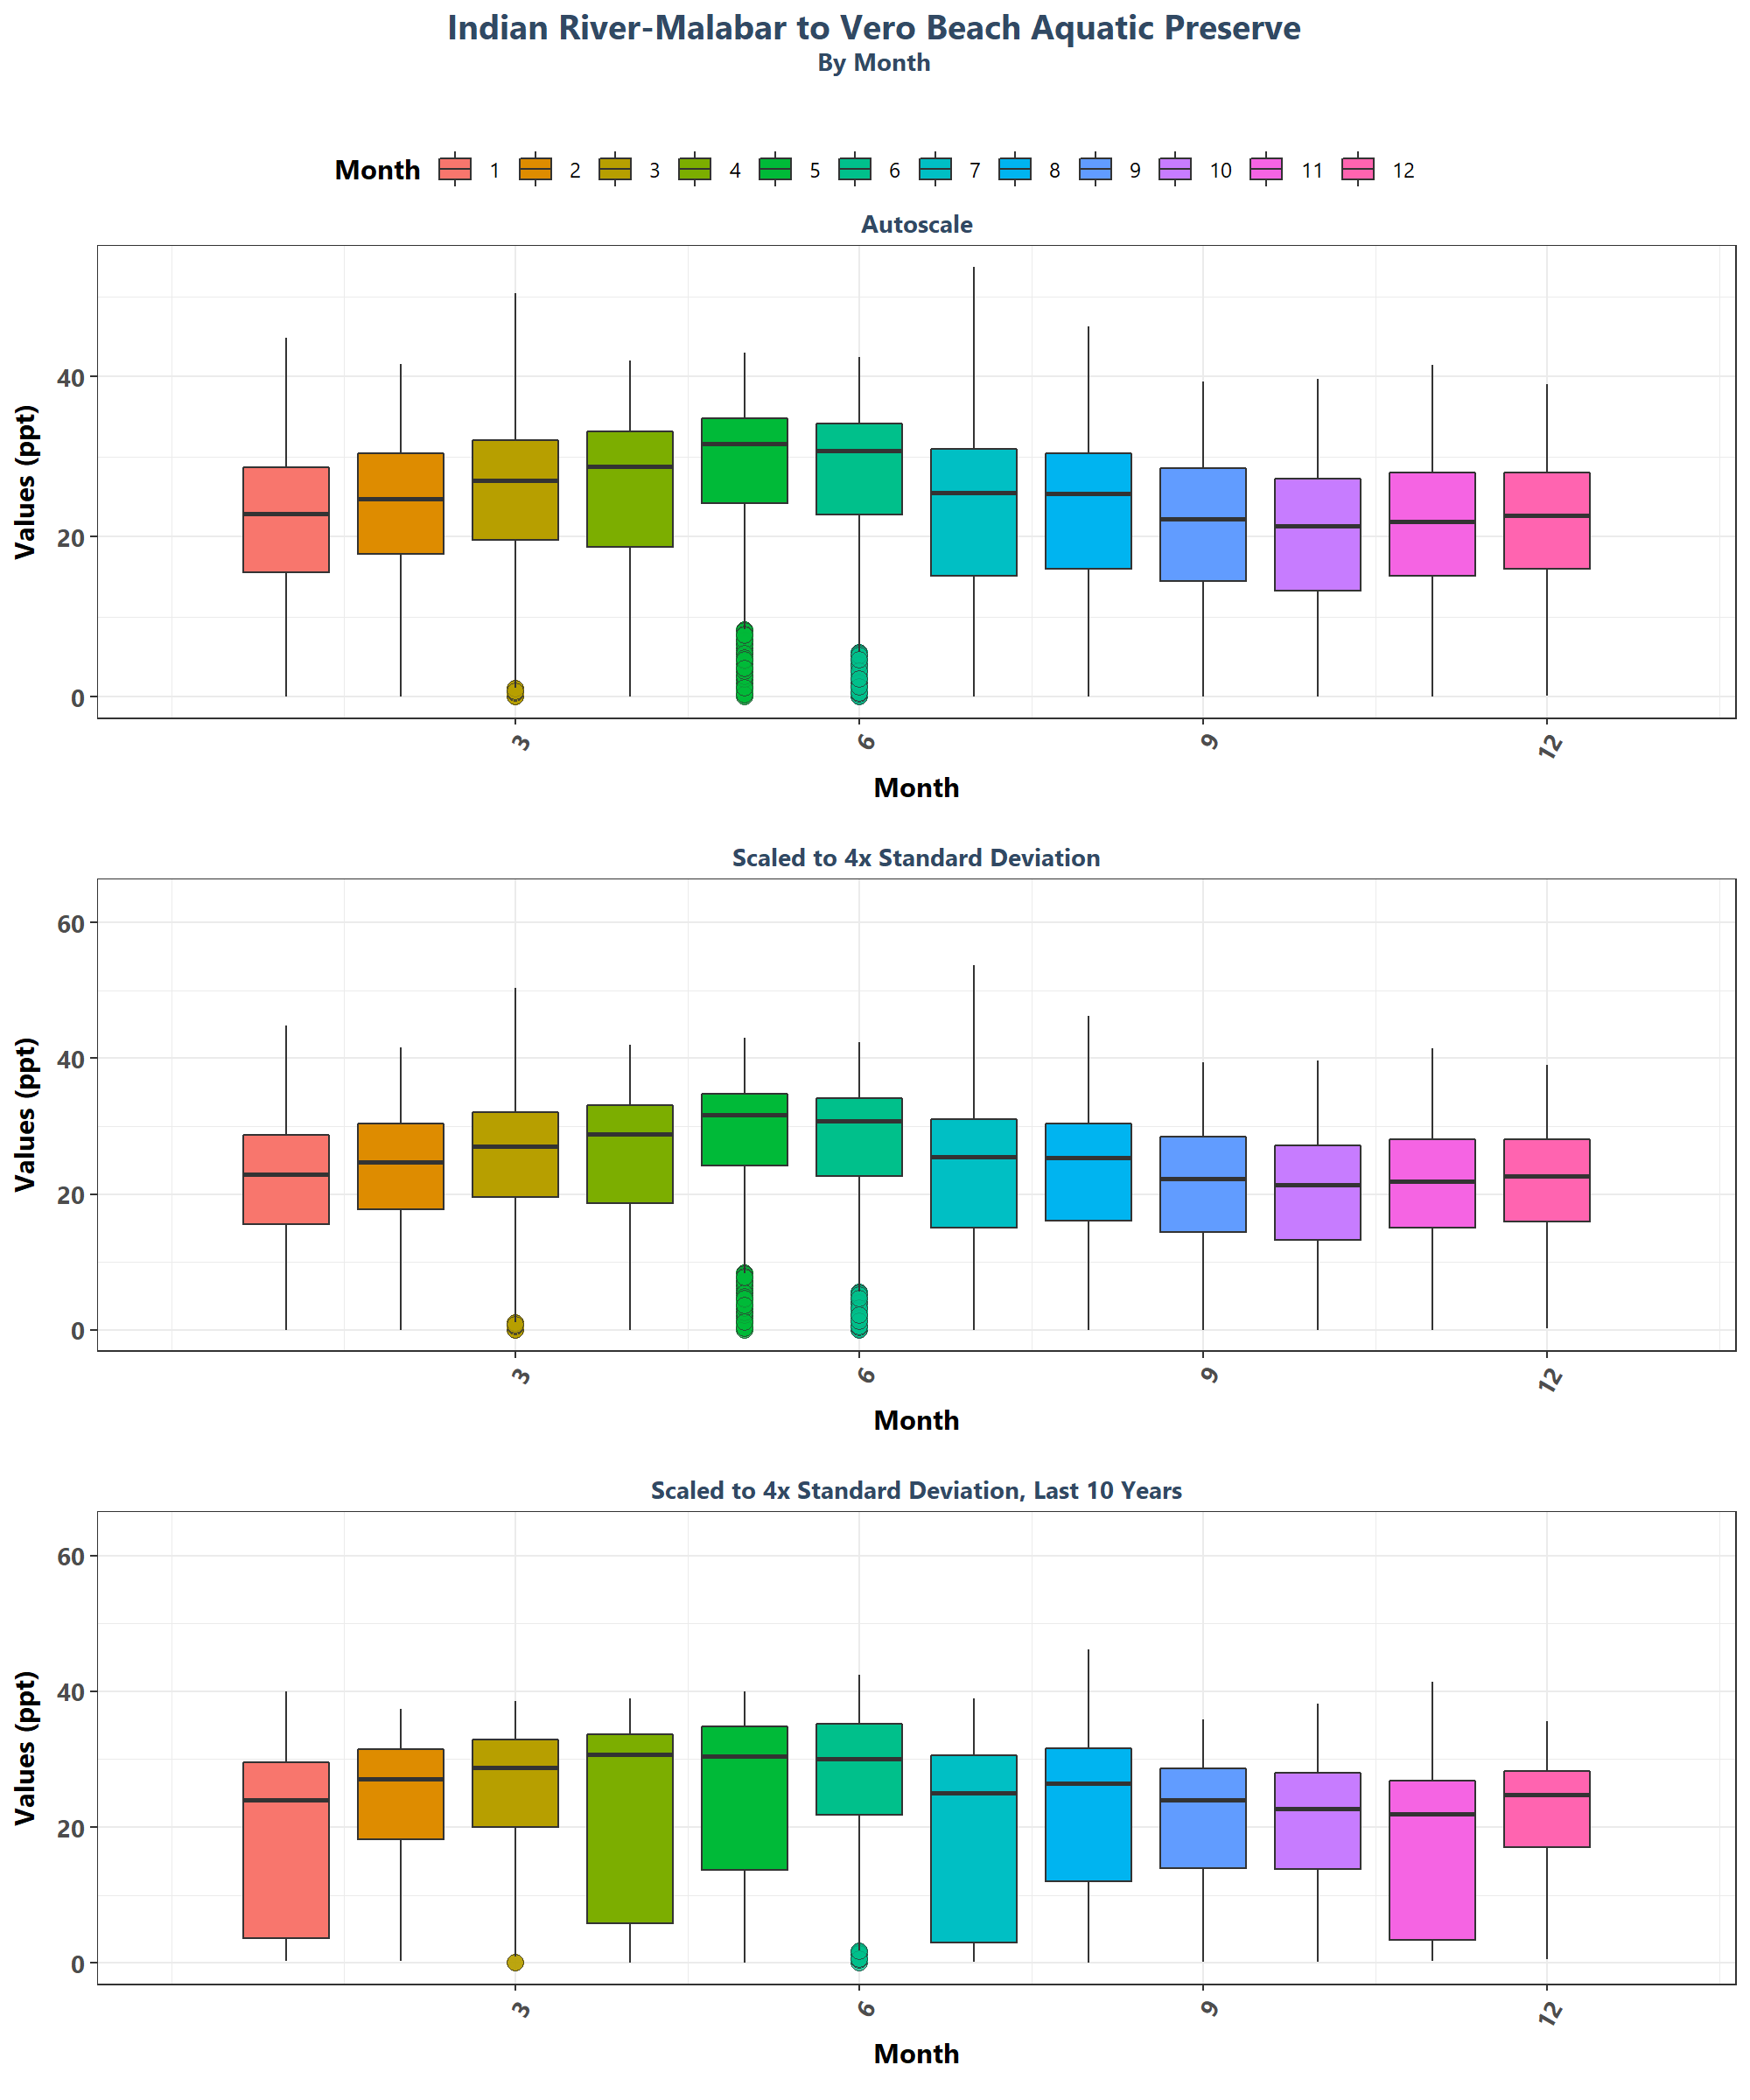 Indian River-Malabar to Vero Beach Aquatic Preserve
By Month
Month 1 2 3 4 5 6 7 8 9 10 11 12
Autoscale
Values (ppt)
40
20
0
3 6 9 12
Month
Scaled to 4x Standard Deviation
Values (ppt)
60
40
20
0
3 6 9 12
Month
Scaled to 4x Standard Deviation, Last 10 Years
Values (ppt)
60
40
20
0
3 6 9 12
Month